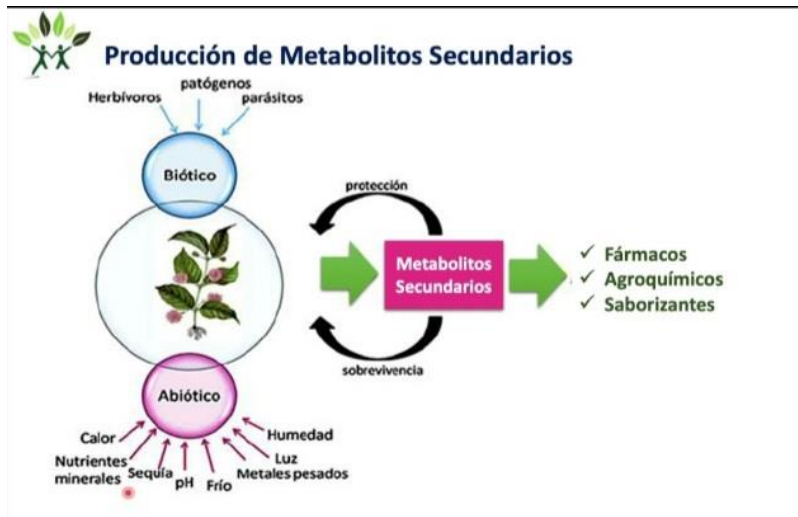 Producción de Metabolitos Secundarios
Herbívoros
patógenos
parásitos
Biótico
protección
Metabolitos
Secundarios
✓ Fármacos
✓ Agroquímicos
✓ Saborizantes
sobrevivencia
Abiótico
Calor
Nutrientes
minerales
Sequía
pH
Frío
Metales pesados
Luz
Humedad